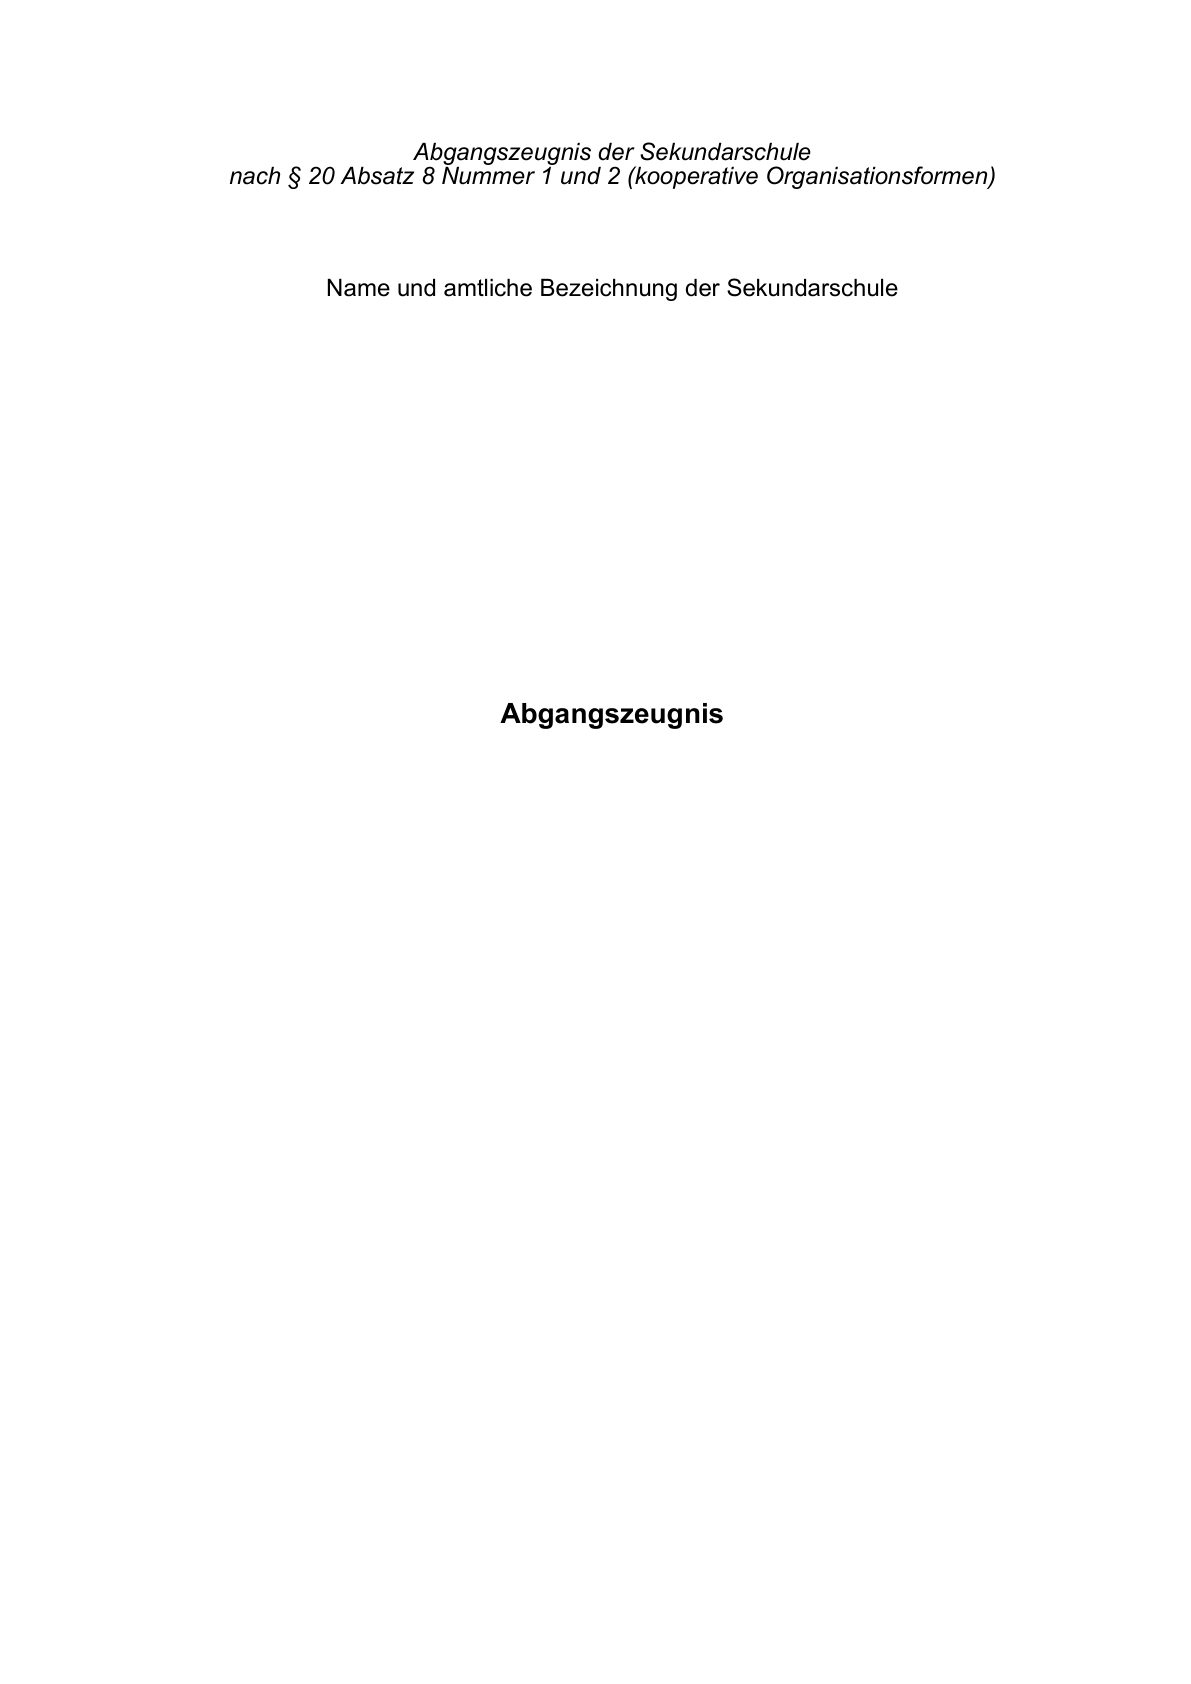 Abgangszeugnis der Sekundarschule
nach § 20 Absatz 8 Nummer 1 und 2 (kooperative Organisationsformen)
Name und amtliche Bezeichnung der Sekundarschule
Abgangszeugnis